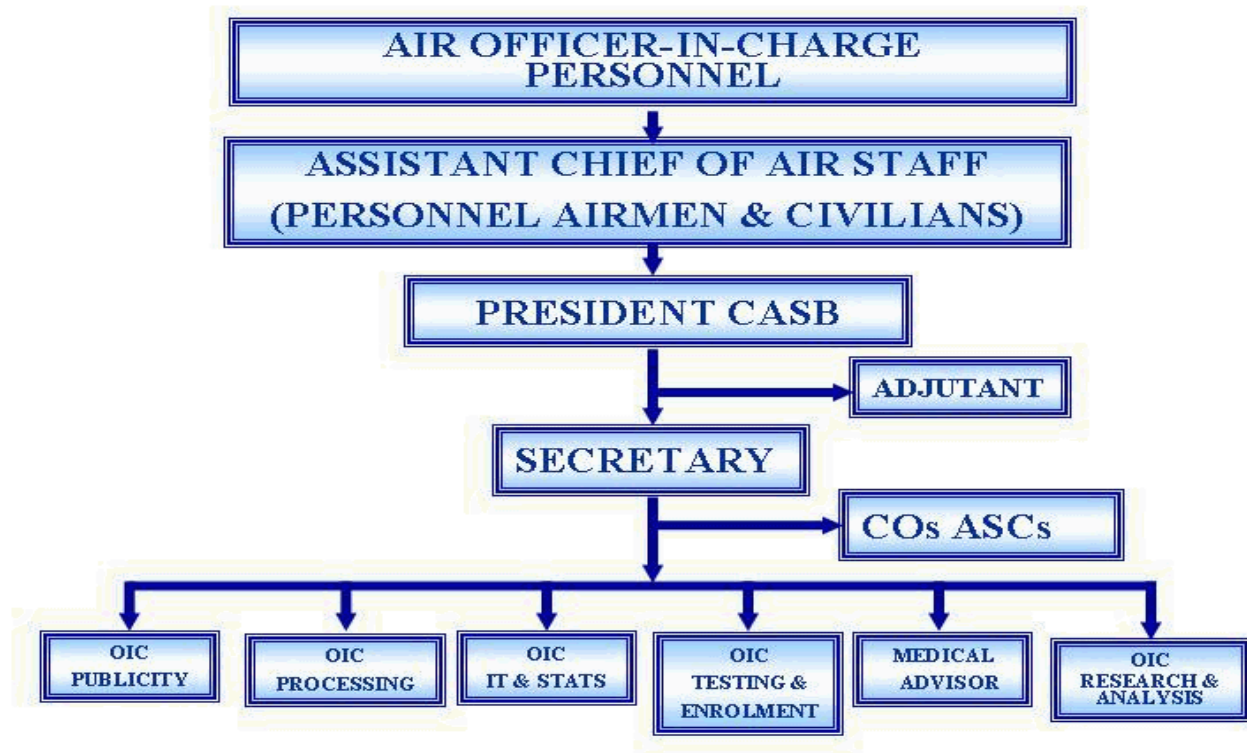 AIR OFFICER-IN-CHARGE
PERSONNEL
ASSISTANT CHIEF OF AIR STAFF
(PERSONNEL AIRMEN & CIVILIANS)
PRESIDENT CASB
ADJUTANT
SECRETARY
COs ASCs
OIC
PUBLICITY
OIC
PROCESSING
OIC
IT & STATS
OIC
TESTING &
ENROLMENT
MEDICAL
ADVISOR
OIC
RESEARCH &
ANALYSIS